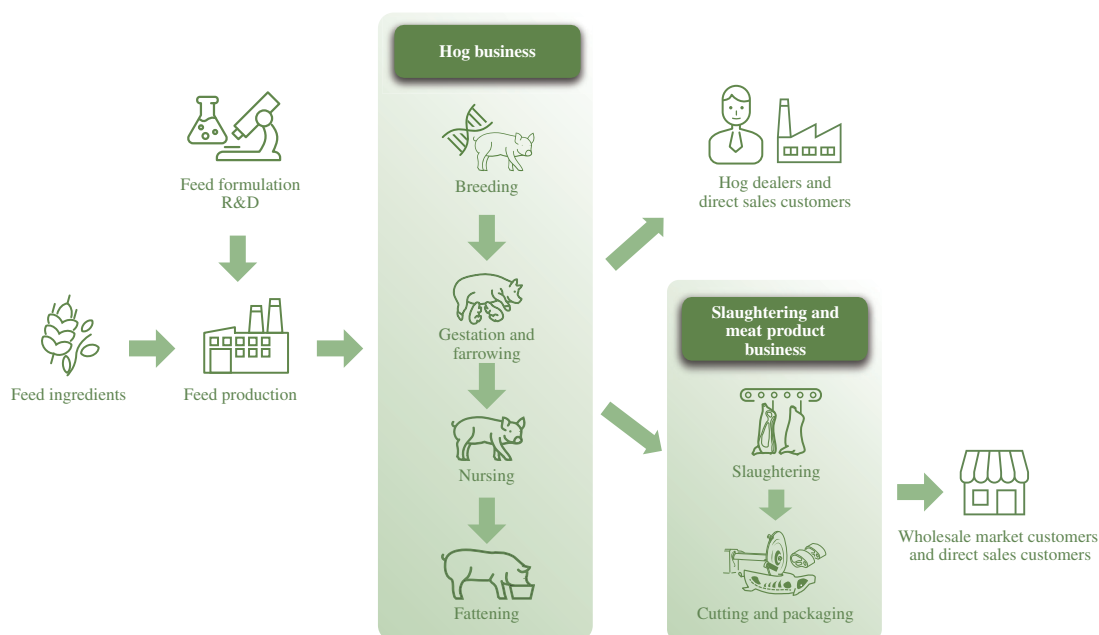 Hog business
Feed formulation
R&D
Feed ingredients
Feed production
Breeding
Gestation and
farrowing
Nursing
Fattening
Hog dealers and
direct sales customers
Slaughtering and
meat product
business
Slaughtering
Cutting and packaging
Wholesale market customers
and direct sales customers